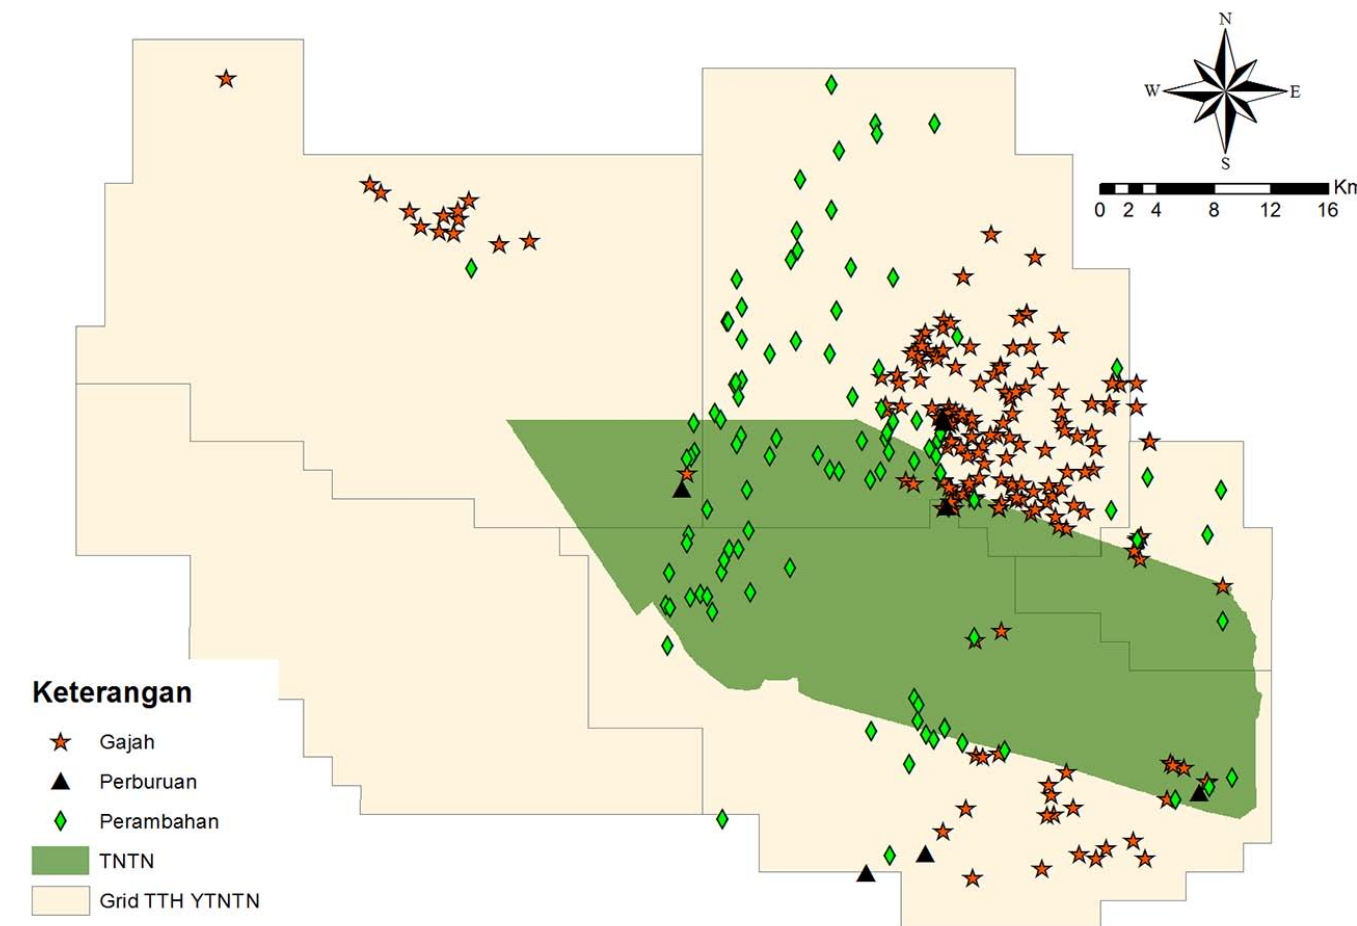 N
W E
S
Km
0 2 4 8 12 16
Keterangan
Gajah
Perburuan
Perambahan
TNTN
Grid TTH YTNTN